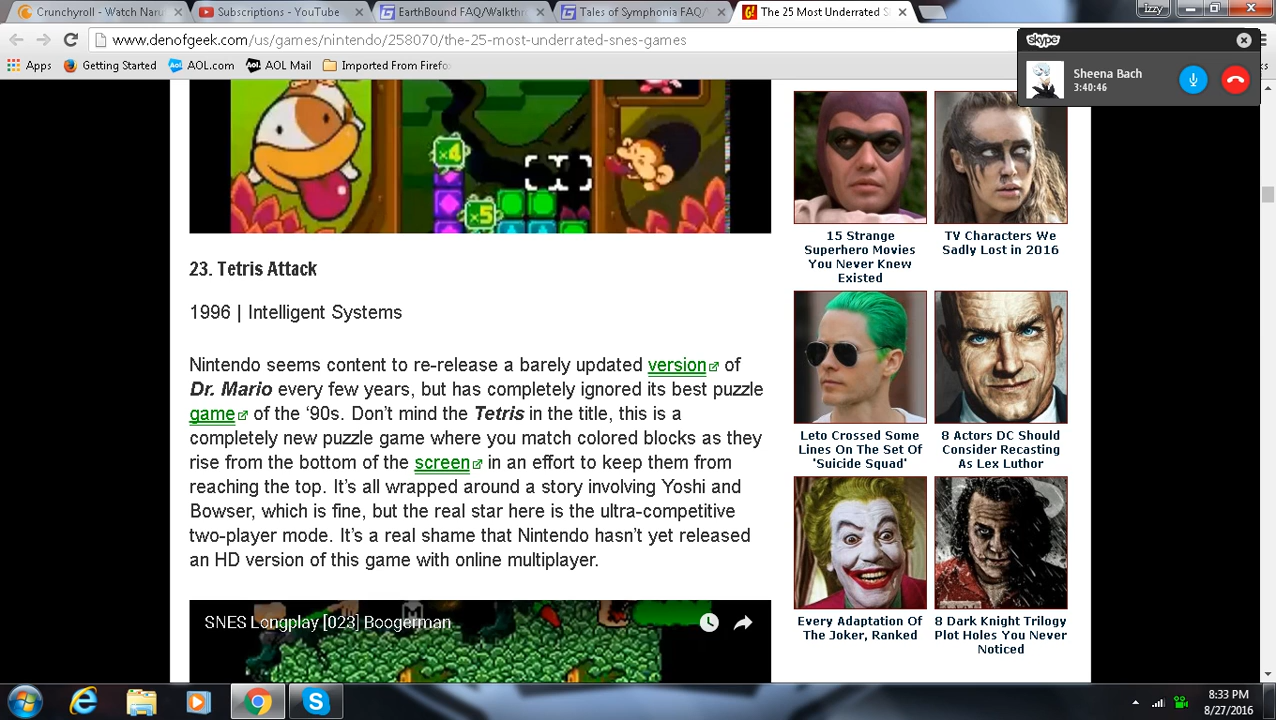 Crunchyroll - Watch Naru
Subscriptions - YouTube
EarthBound FAQ/Walkthr
Tales of Symphonia FAQ/
The 25 Most Underrated S
Izzy
www.denofgeek.com/us/games/nintendo/258070/the-25-most-underrated-snes-games
Apps
Getting Started
AOL.com
AOL Mail
Imported From Firefo
skype
Sheena Bach
3:40:46
x4
x5
23. Tetris Attack
1996 | Intelligent Systems
Nintendo seems content to re-release a barely updated version of
Dr. Mario every few years, but has completely ignored its best puzzle
game of the ‘90s. Don’t mind the Tetris in the title, this is a
completely new puzzle game where you match colored blocks as they
rise from the bottom of the screen in an effort to keep them from
reaching the top. It’s all wrapped around a story involving Yoshi and
Bowser, which is fine, but the real star here is the ultra-competitive
two-player mode. It’s a real shame that Nintendo hasn’t yet released
an HD version of this game with online multiplayer.
SNES Longplay [023] Boogerman
15 Strange
Superhero Movies
You Never Knew
Existed
TV Characters We
Sadly Lost in 2016
Leto Crossed Some
Lines On The Set Of
'Suicide Squad'
8 Actors DC Should
Consider Recasting
As Lex Luthor
Every Adaptation Of
The Joker, Ranked
8 Dark Knight Trilogy
Plot Holes You Never
Noticed
8:33 PM
8/27/2016